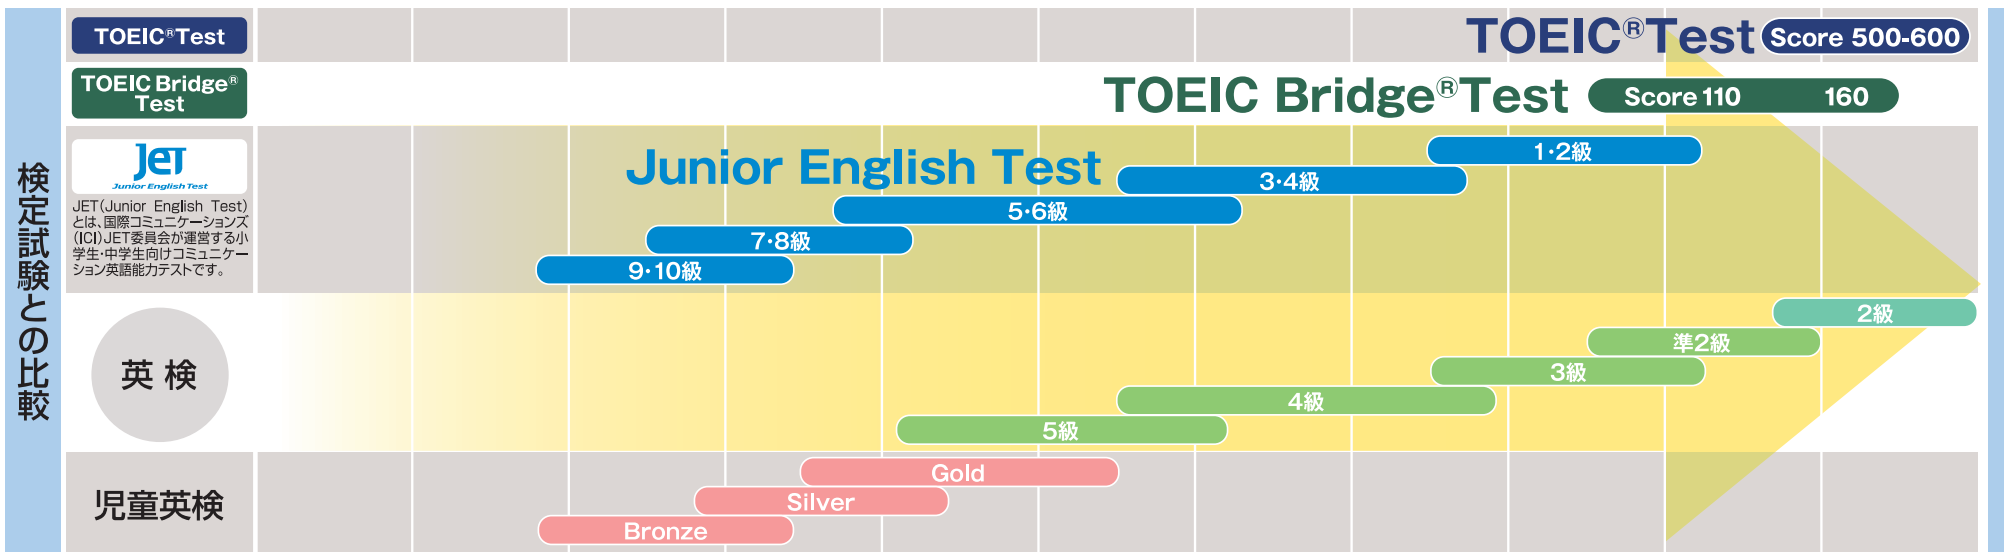 検定試験との比較
TOEIC®Test
TOEIC®Test Score 500-600
TOEIC Bridge®
Test
TOEIC Bridge®Test Score 110 160
JET
Junior English Test
JET(Junior English Test)
とは、国際コミュニケーションズ
(ICI)JET委員会が運営する小
学生・中学生向けコミュニケー
ション英語能力テストです。
Junior English Test
1・2級
3・4級
5・6級
7・8級
9・10級
英検
2級
準2級
3級
4級
5級
児童英検
Gold
Silver
Bronze